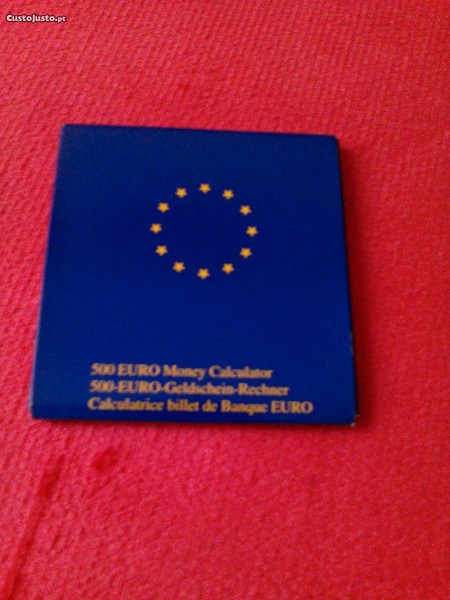 CustoJusto.pt
500 EURO Money Calculator
500-EURO-Geldschein-Rechner
Calculatrice billet de Banque EURO